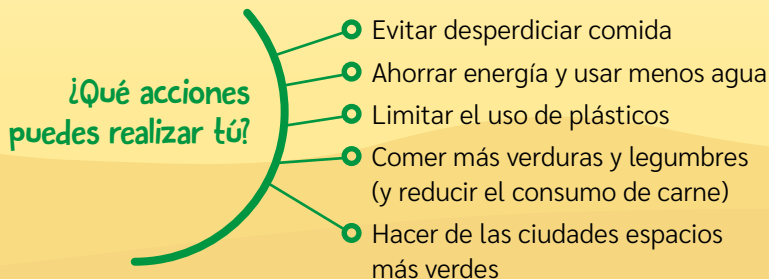 ¿Qué acciones
puedes realizar tú?
Evitar desperdiciar comida
Ahorrar energía y usar menos agua
Limitar el uso de plásticos
Comer más verduras y legumbres
(y reducir el consumo de carne)
Hacer de las ciudades espacios
más verdes